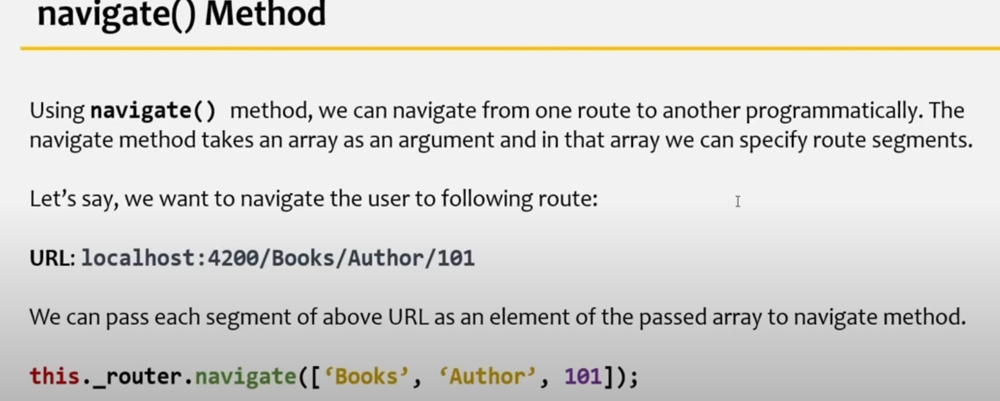 navigate() Method
Using navigate() method, we can navigate from one route to another programmatically. The
navigate method takes an array as an argument and in that array we can specify route segments.
Let’s say, we want to navigate the user to following route:
URL: localhost:4200/Books/Author/101
We can pass each segment of above URL as an element of the passed array to navigate method.
this._router.navigate([‘Books’, ‘Author’, 101]);